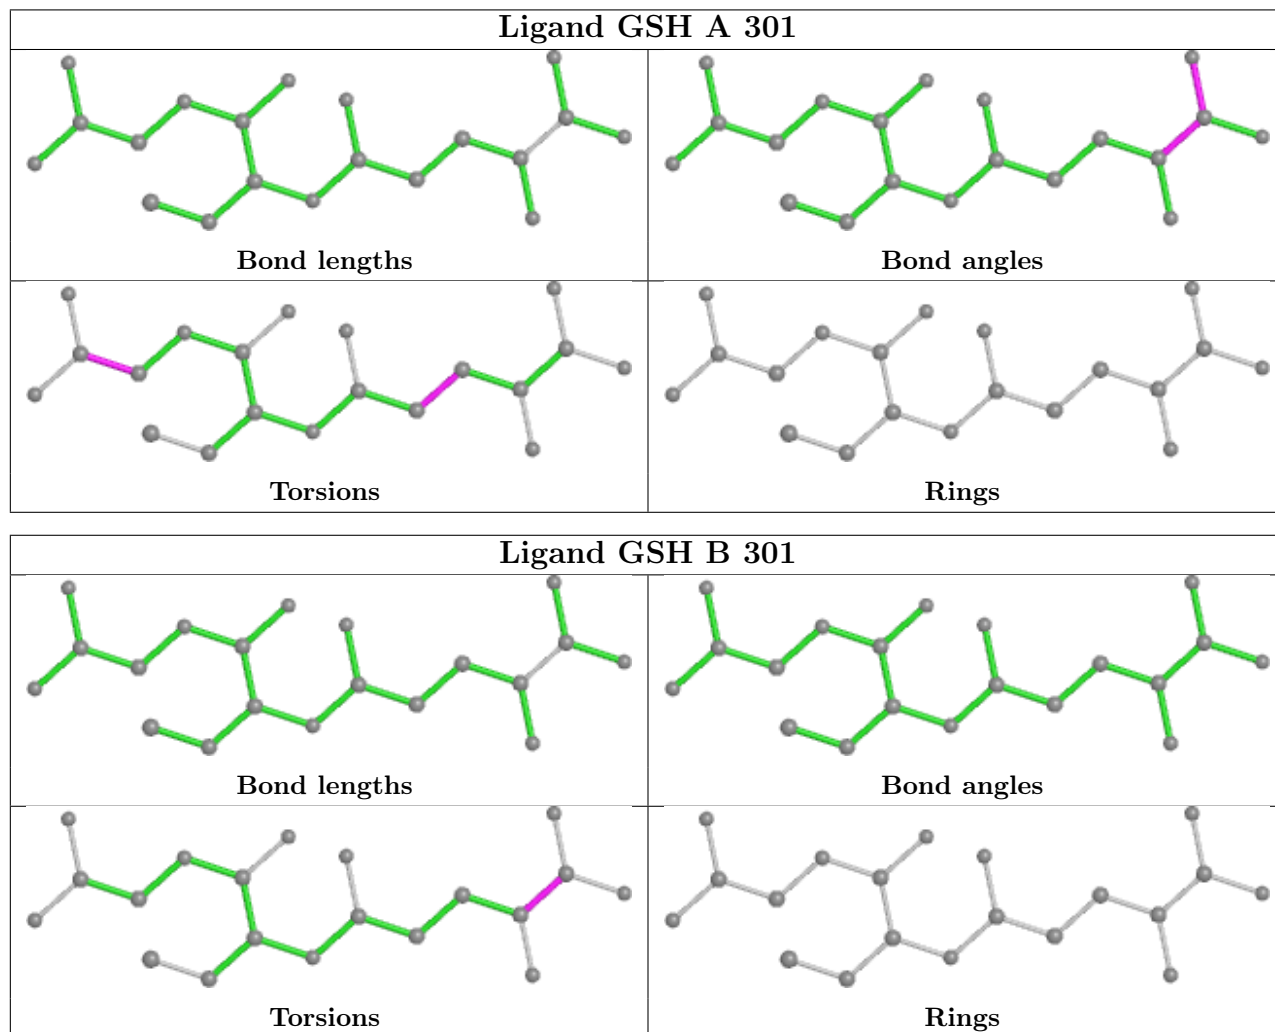 Ligand GSH A 301
Bond lengths
Bond angles
Torsions
Rings
Ligand GSH B 301
Bond lengths
Bond angles
Torsions
Rings